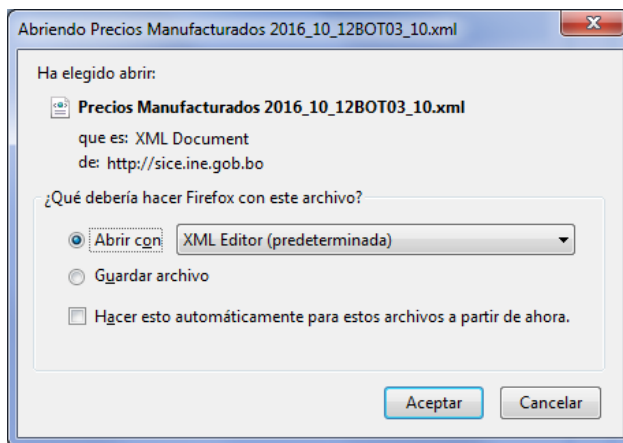 Abriendo Precios Manufacturados 2016_10_12BOT03_10.xml
Ha elegido abrir:
Precios Manufacturados 2016_10_12BOT03_10.xml
que es: XML Document
de: http://sice.ine.gob.bo
¿Qué debería hacer Firefox con este archivo?
Abrir con XML Editor (predeterminada)
Guardar archivo
Hacer esto automáticamente para estos archivos a partir de ahora.
Aceptar Cancelar